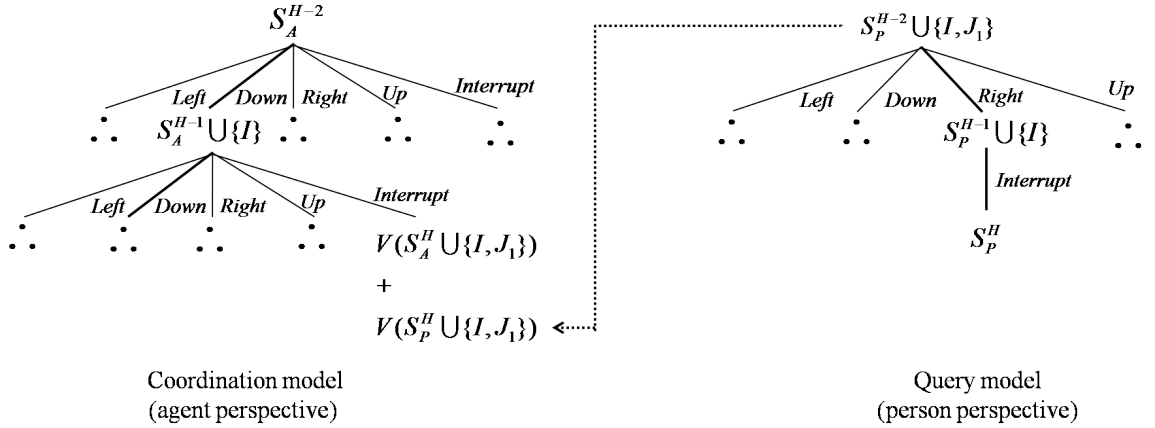 S_A^{H-2}
Left Down Right Up Interrupt
S_A^{H-1} ⋃{I}
Left Down Right Up Interrupt
V(S_A^H ⋃{I, J_1})
+
V(S_P^H ⋃{I, J_1})
Coordination model
(agent perspective)
S_P^{H-2} ⋃{I, J_1}
Left Down Right Up
S_P^{H-1} ⋃{I}
Interrupt
S_P^H
Query model
(person perspective)